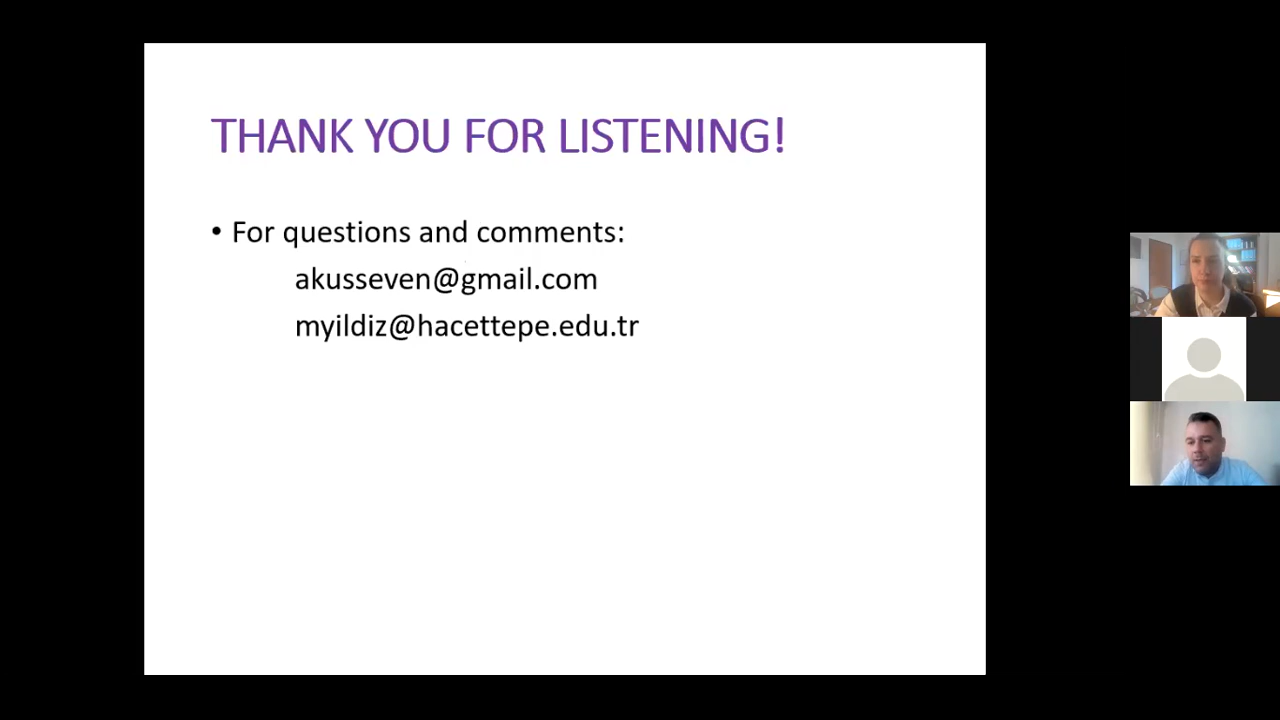 THANK YOU FOR LISTENING!
• For questions and comments:
akusseven@gmail.com
myildiz@hacettepe.edu.tr